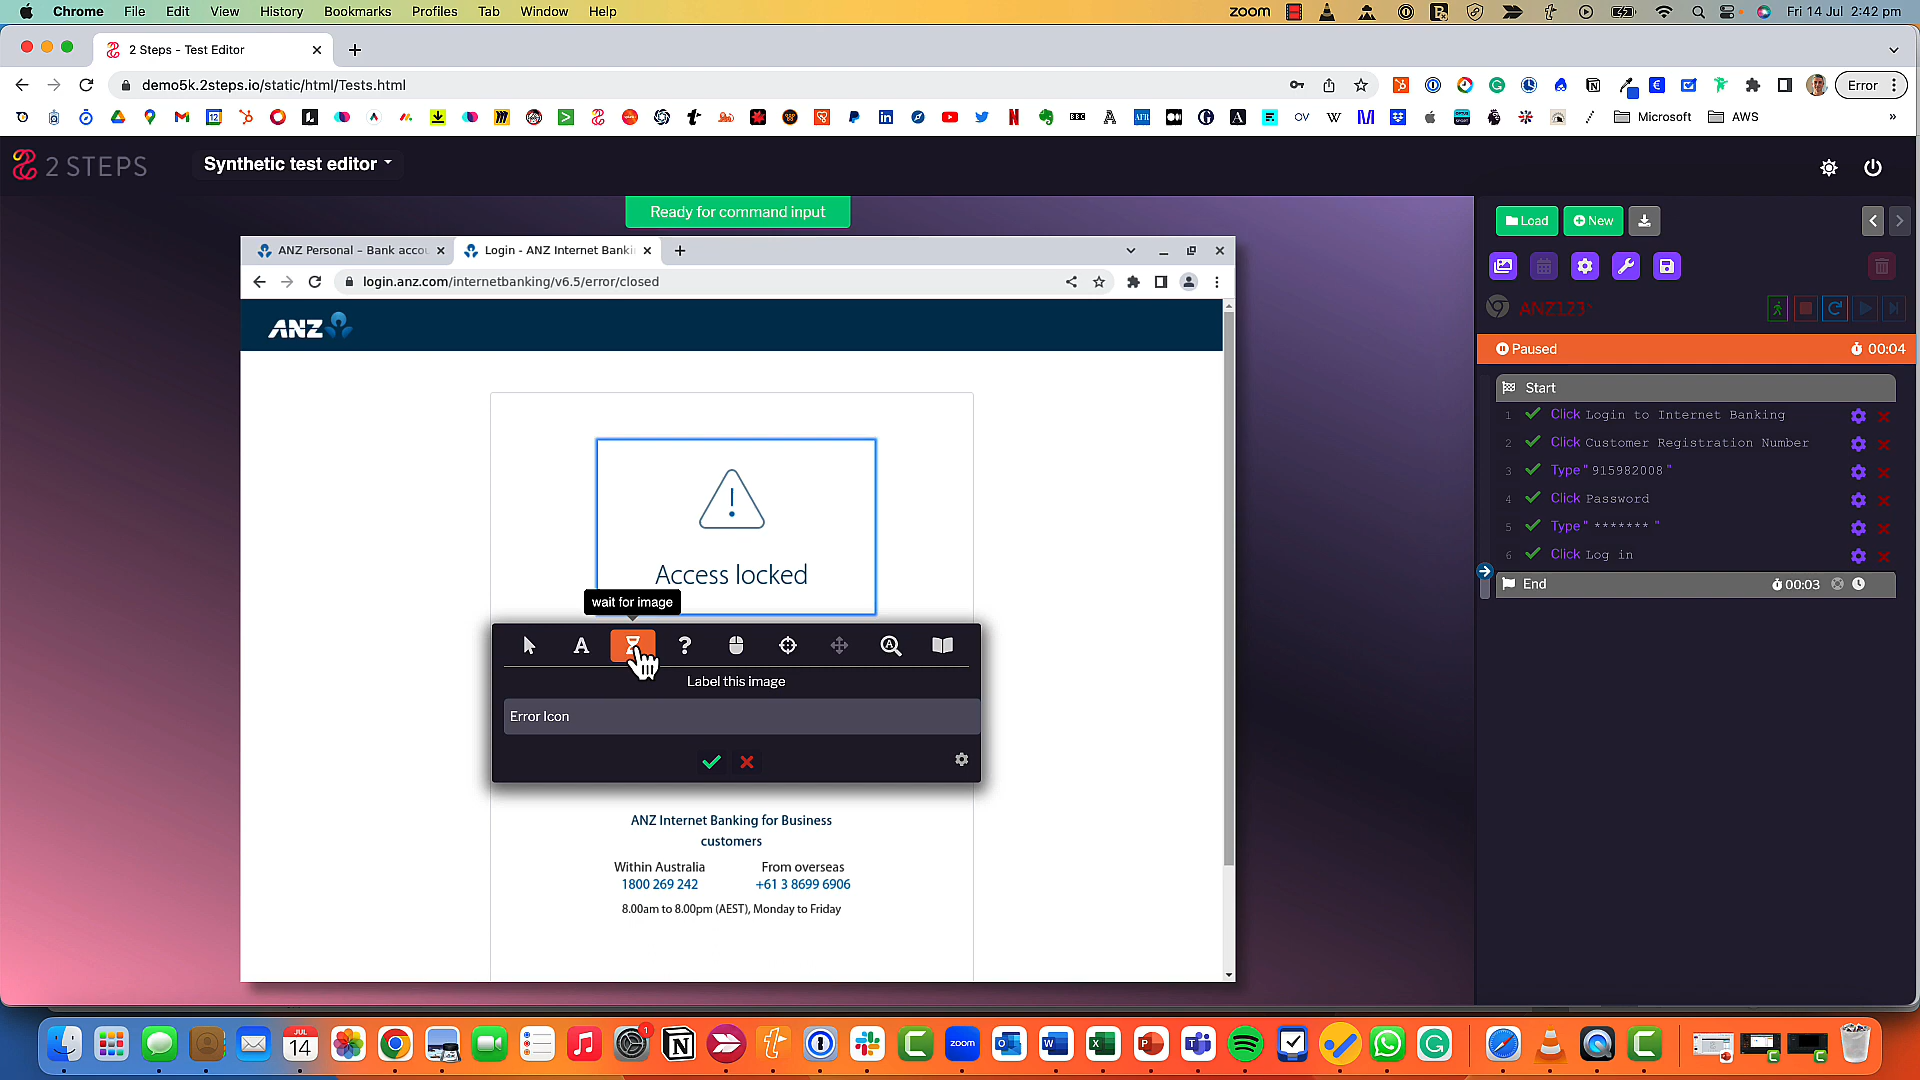 Chrome File Edit View History Bookmarks Profiles Tab Window Help
zoom
Fri 14 Jul 2:42 pm
2 Steps - Test Editor
demo5k.2steps.io/static/html/Tests.html
Error
Microsoft
AWS
2 STEPS
Synthetic test editor
Ready for command input
Load
New
ANZ Personal – Bank accou
Login - ANZ Internet Banki
login.anz.com/internetbanking/v6.5/error/closed
ANZ
ANZ123*
Paused
00:04
Start
1 Click Login to Internet Banking
2 Click Customer Registration Number
3 Type "915982008"
4 Click Password
5 Type "*******"
6 Click Log in
End
00:03
Access locked
wait for image
Label this image
Error Icon
ANZ Internet Banking for Business
customers
Within Australia
From overseas
1800 269 242
+61 3 8699 6906
8.00am to 8.00pm (AEST), Monday to Friday
JUL
14
1
zoom